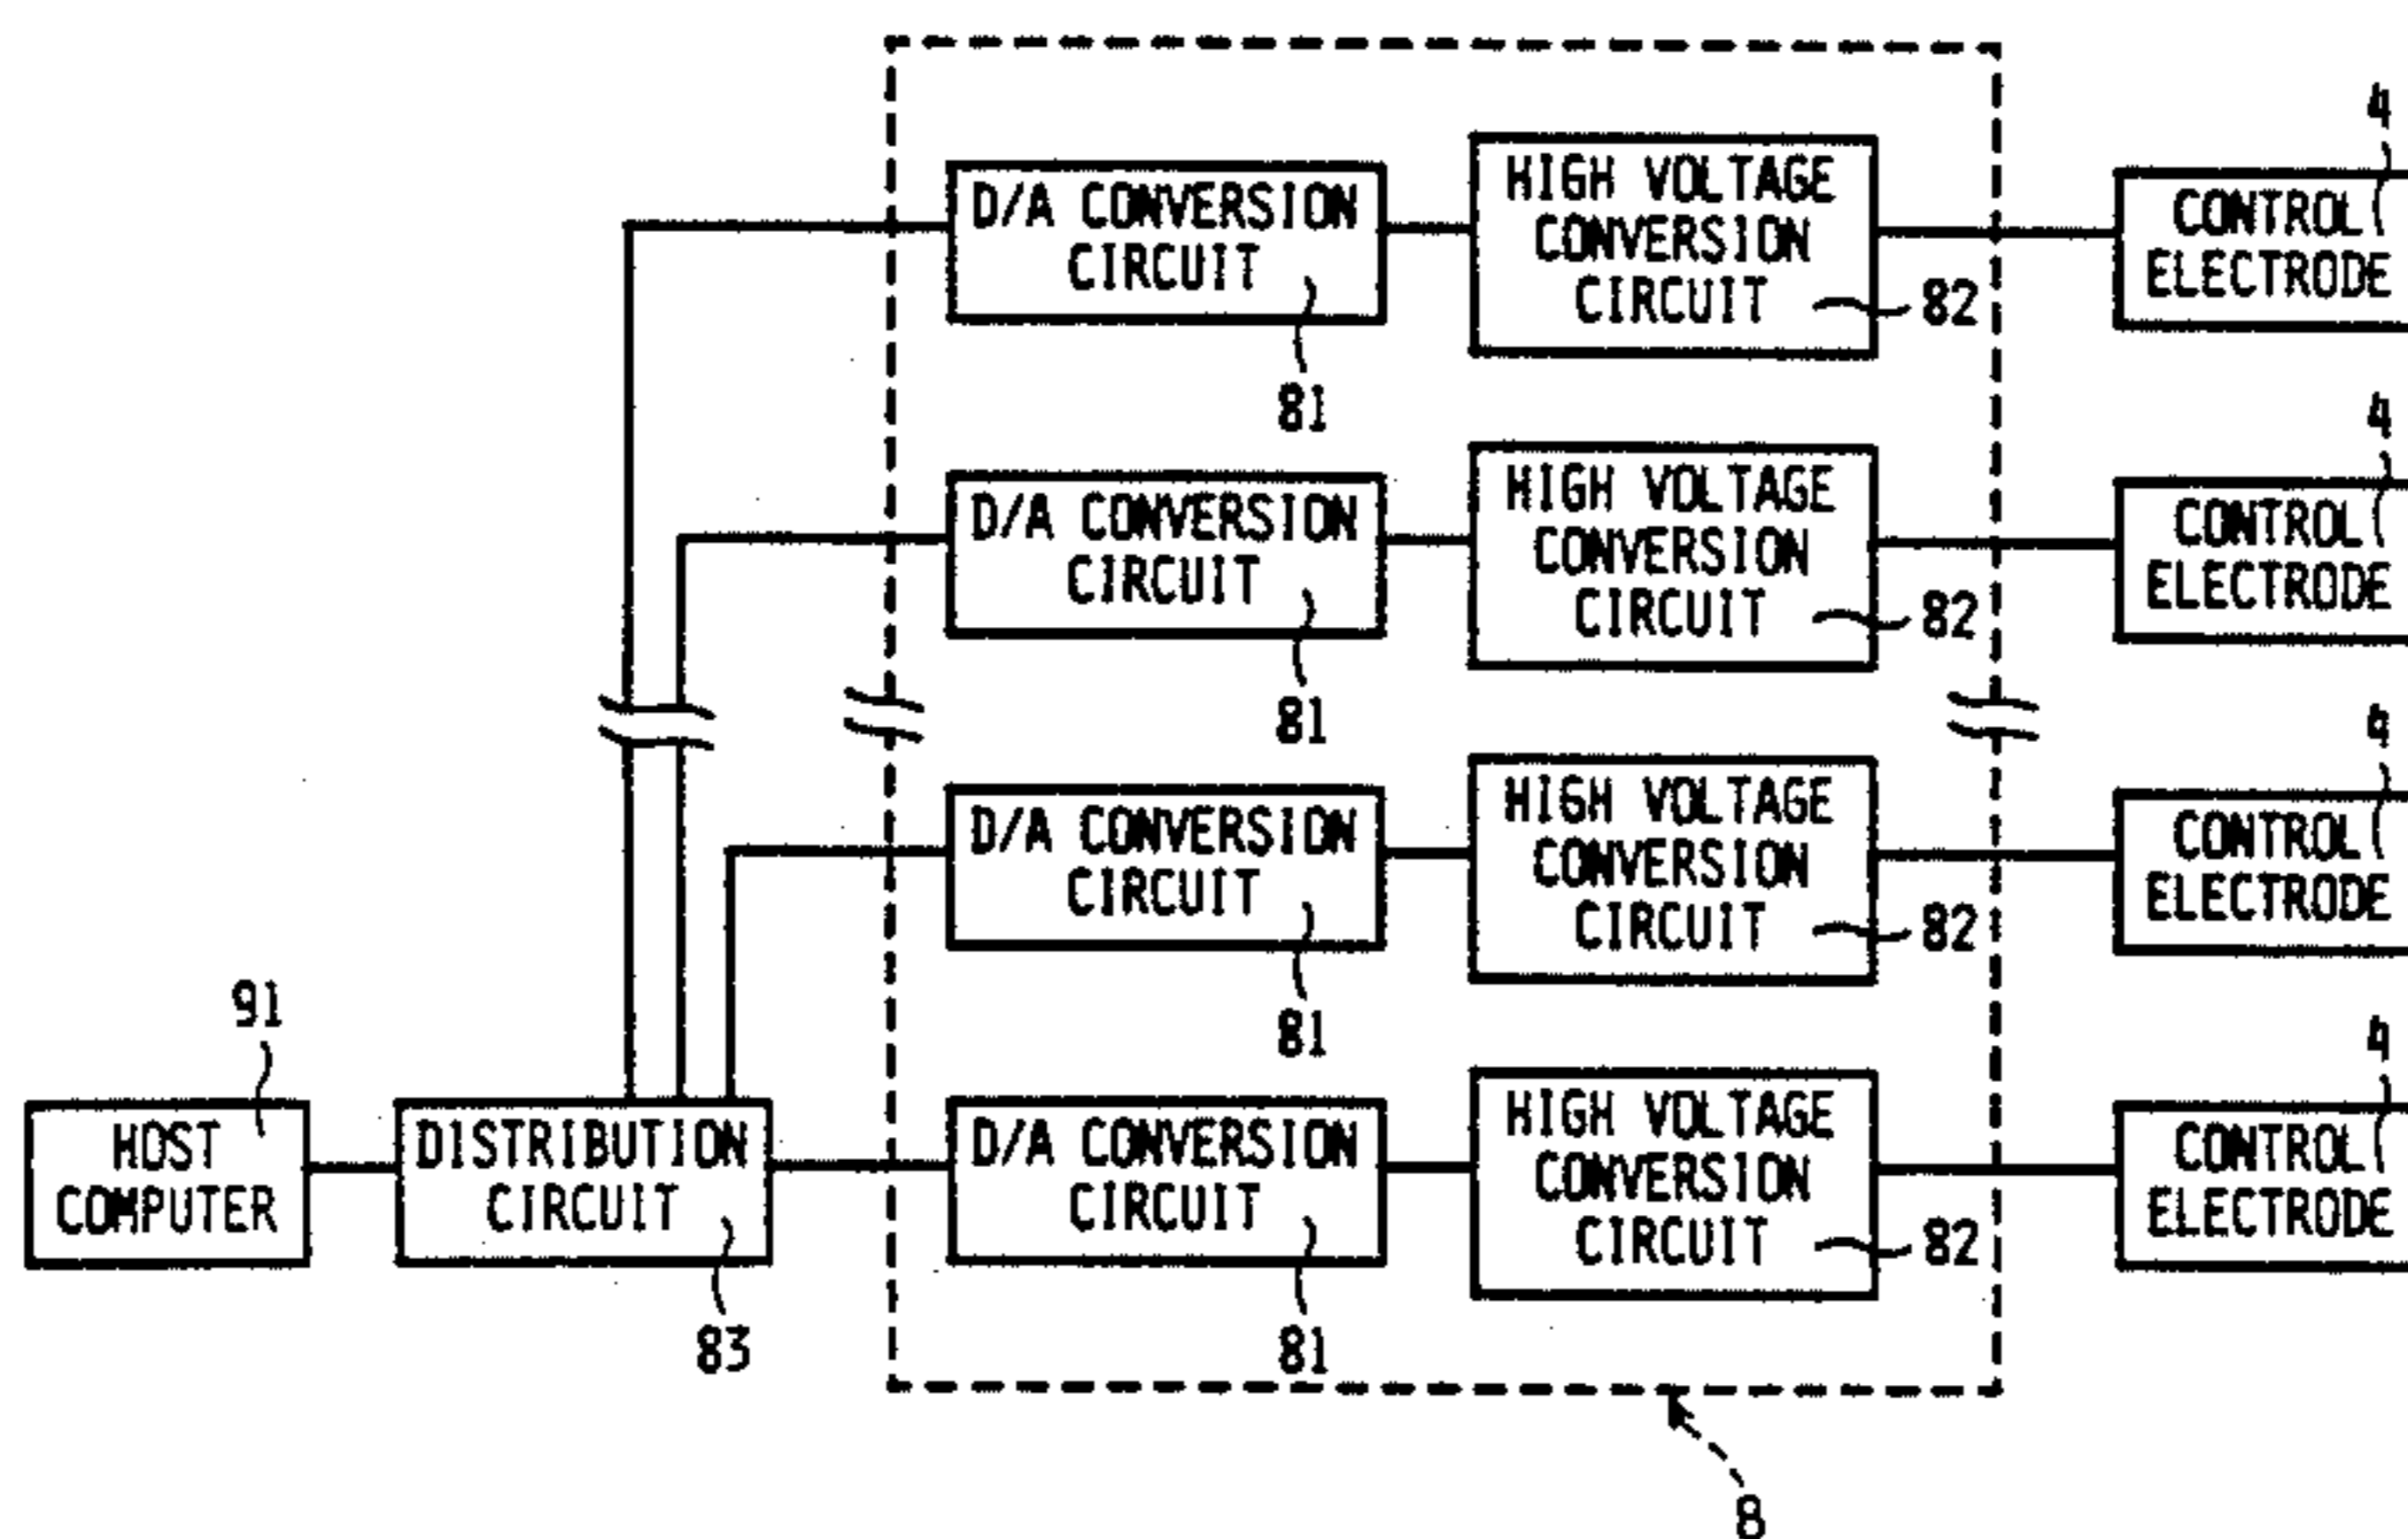 4
D/A CONVERSION
CIRCUIT
81
HIGH VOLTAGE
CONVERSION
CIRCUIT
82
CONTROL
ELECTRODE
4
D/A CONVERSION
CIRCUIT
81
HIGH VOLTAGE
CONVERSION
CIRCUIT
82
CONTROL
ELECTRODE
4
D/A CONVERSION
CIRCUIT
81
HIGH VOLTAGE
CONVERSION
CIRCUIT
82
CONTROL
ELECTRODE
91
HOST
COMPUTER
DISTRIBUTION
CIRCUIT
83
D/A CONVERSION
CIRCUIT
81
HIGH VOLTAGE
CONVERSION
CIRCUIT
82
4
CONTROL
ELECTRODE
8